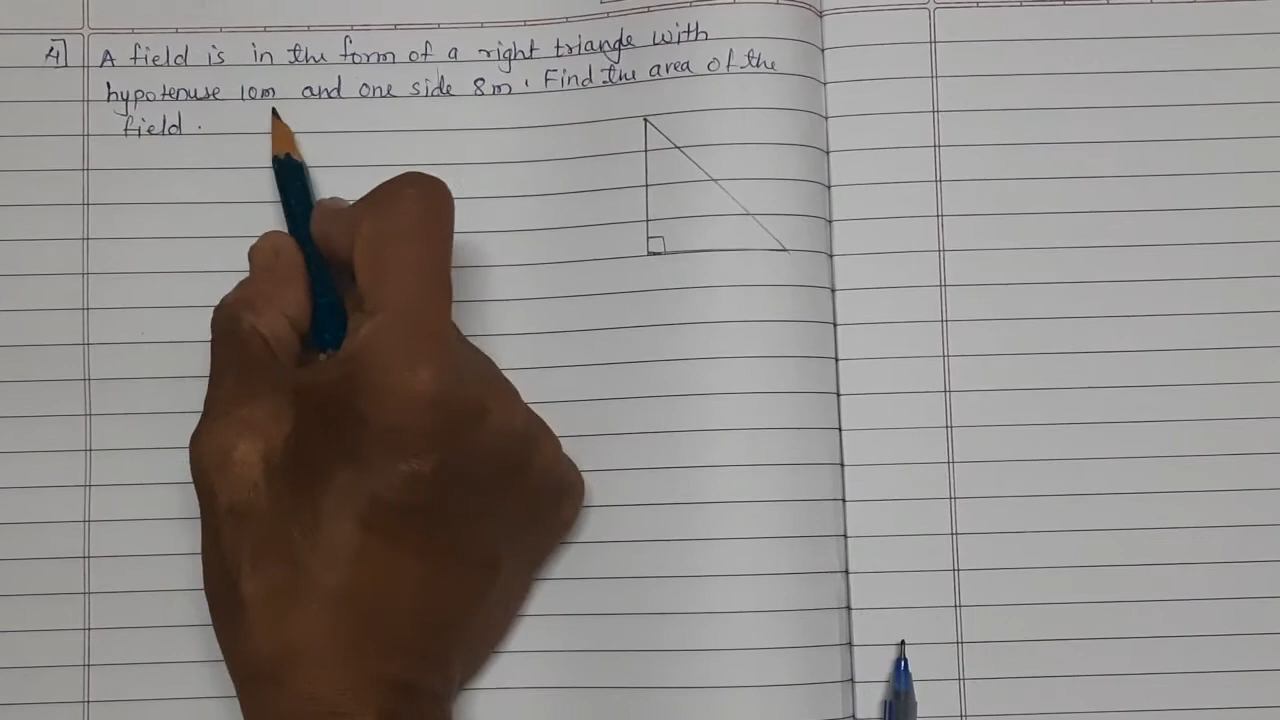 4] A field is in the form of a right triangle with
hypotenuse 10m and one side 8m. Find the area of the
field.